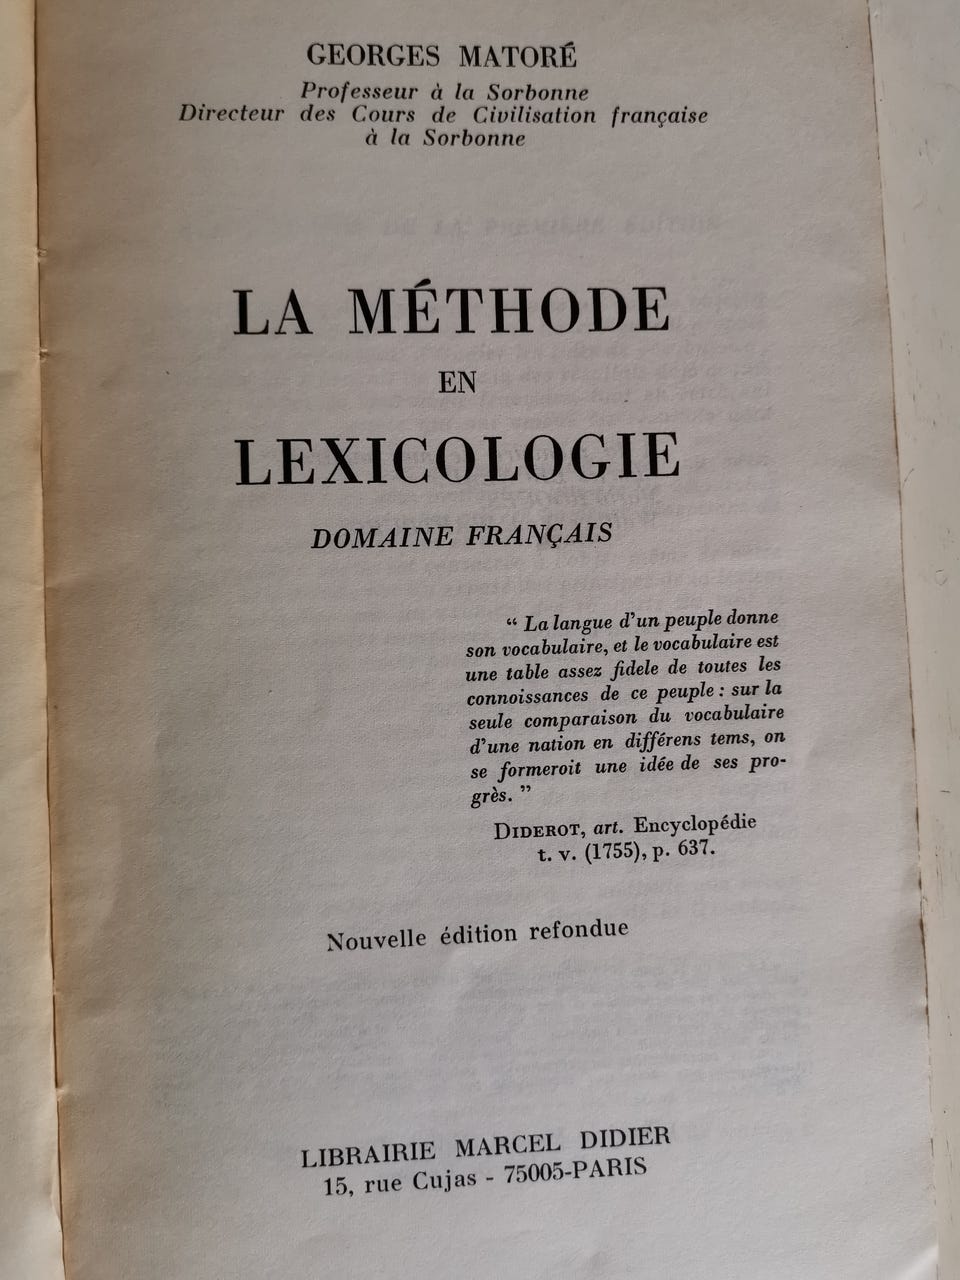 GEORGES MATORÉ
Professeur à la Sorbonne
Directeur des Cours de Civilisation française
à la Sorbonne
LA MÉTHODE
EN
LEXICOLOGIE
DOMAINE FRANÇAIS
“ La langue d’un peuple donne
son vocabulaire, et le vocabulaire est
une table assez fidele de toutes les
connoissances de ce peuple : sur la
seule comparaison du vocabulaire
d’une nation en différens tems, on
se formeroit une idée de ses pro-
grès. ”
DIDEROT, art. Encyclopédie
t. v. (1755), p. 637.
Nouvelle édition refondue
LIBRAIRIE MARCEL DIDIER
15, rue Cujas - 75005-PARIS